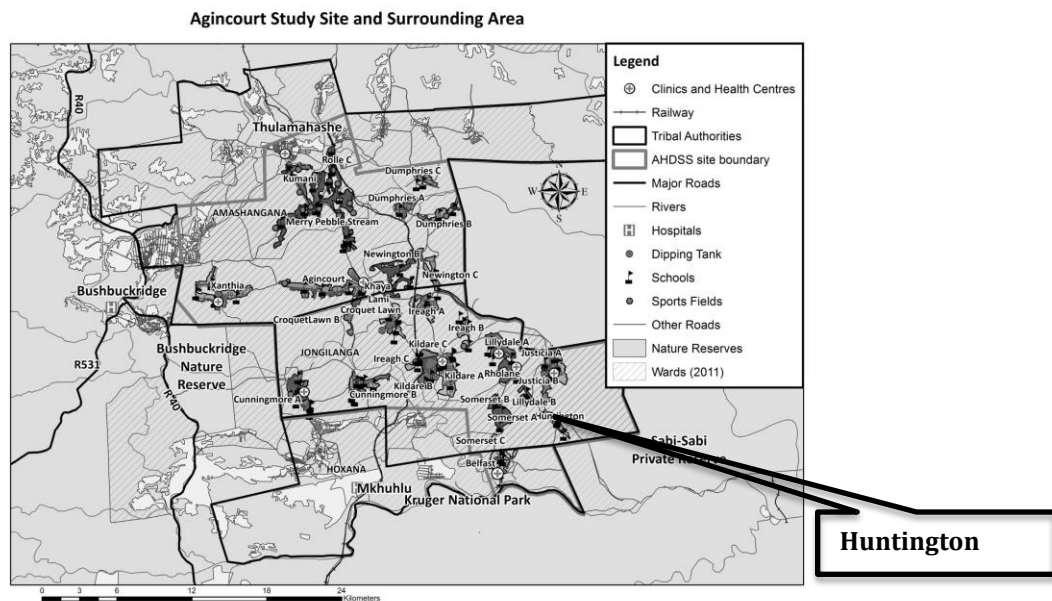 Agincourt Study Site and Surrounding Area
Legend
Clinics and Health Centres
Railway
Tribal Authorities
AHDSS site boundary
Major Roads
Rivers
H Hospitals
Dipping Tank
Schools
Sports Fields
Other Roads
Nature Reserves
Wards (2011)
N
W E
S
R40
Thulamahashe
Rolle C
Kumani
Dumphries C
Dumphries A
AMASHANGANA
Merry Pebble Stream
Dumphries B
Newington B
Newington C
Xanthia
Agincourt
Khaya
Lami
Bushbuckridge
H
Croquet Lawn
Ireagh A
CroquetLawn B
Ireagh B
Bushbuckridge
Nature
Reserve
JONGILANGA
Kildare C
Lillydale A
Justicia A
R531
Ireagh C
Rholane
Kildare A
Justicia B
Kildare B
R 40
Cunningmore A
Cunningmore B
Somerset B
Lillydale B
Somerset A
Huntington
Somerset C
Sabi-Sabi
Private Reserve
Belfast
HOXANA
Mkhuhlu
Kruger National Park
Huntington
0 3 6 12 18 24
Kilometers